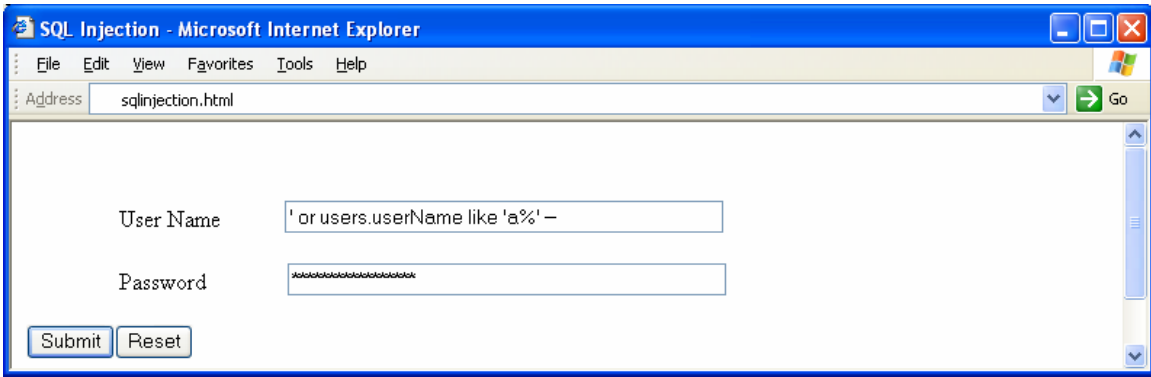 SQL Injection - Microsoft Internet Explorer
File Edit View Favorites Tools Help
Address sqlinjection.html Go
User Name ' or users.userName like 'a%' --
Password ********************
Submit Reset